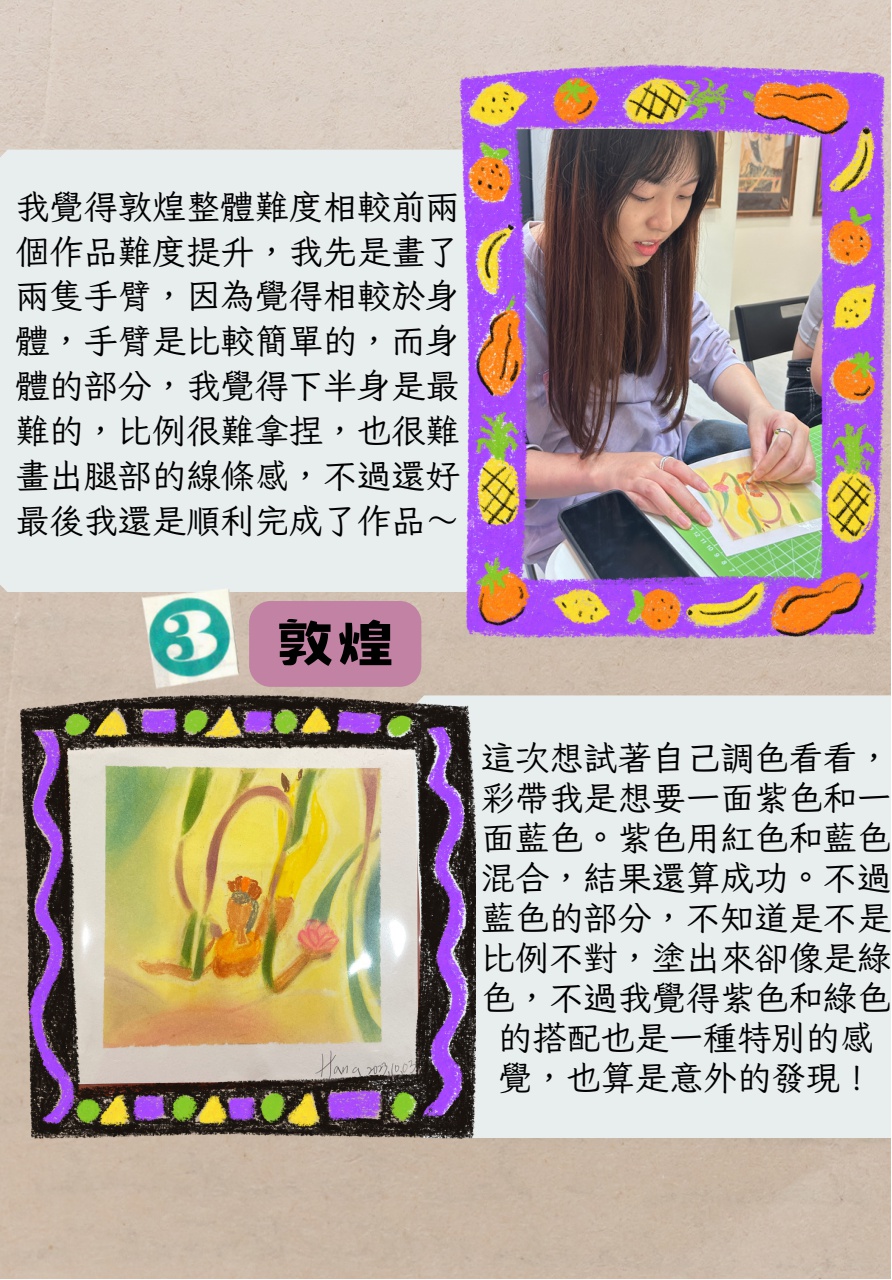 我覺得敦煌整體難度相較前兩
個作品難度提升，我先是畫了
兩隻手臂，因為覺得相較於身
體，手臂是比較簡單的，而身
體的部分，我覺得下半身是最
難的，比例很難拿捏，也很難
畫出腿部的線條感，不過還好
最後我還是順利完成了作品～
3
敦煌
這次想試著自己調色看看，
彩帶我是想要一面紫色和一
面藍色。紫色用紅色和藍色
混合，結果還算成功。不過
藍色的部分，不知道是不是
比例不對，塗出來卻像是綠
色，不過我覺得紫色和綠色
的搭配也是一種特別的感
覺，也算是意外的發現！
Hana